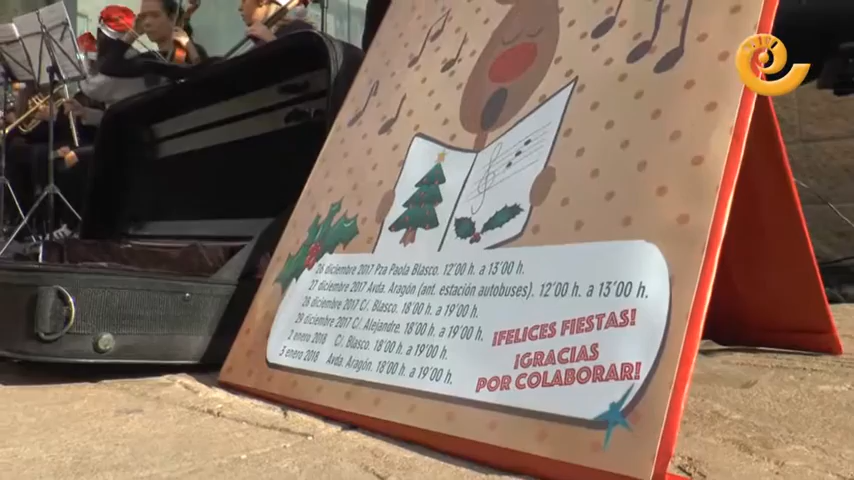 26 diciembre 2017 Pza Paola Blasco. 12'00 h. a 13'00 h.
27 diciembre 2017 Avda. Aragón (ant. estación autobuses). 12'00 h. a 13'00 h.
28 diciembre 2017 C/. Blasco. 18'00 h. a 19'00 h.
29 diciembre 2017 C/. Alejandre. 18'00 h. a 19'00 h.
2 enero 2018 C/. Blasco. 18'00 h. a 19'00 h.
5 enero 2018 Avda. Aragón. 18'00 h. a 19'00 h.
¡FELICES FIESTAS!
¡GRACIAS
POR COLABORAR!